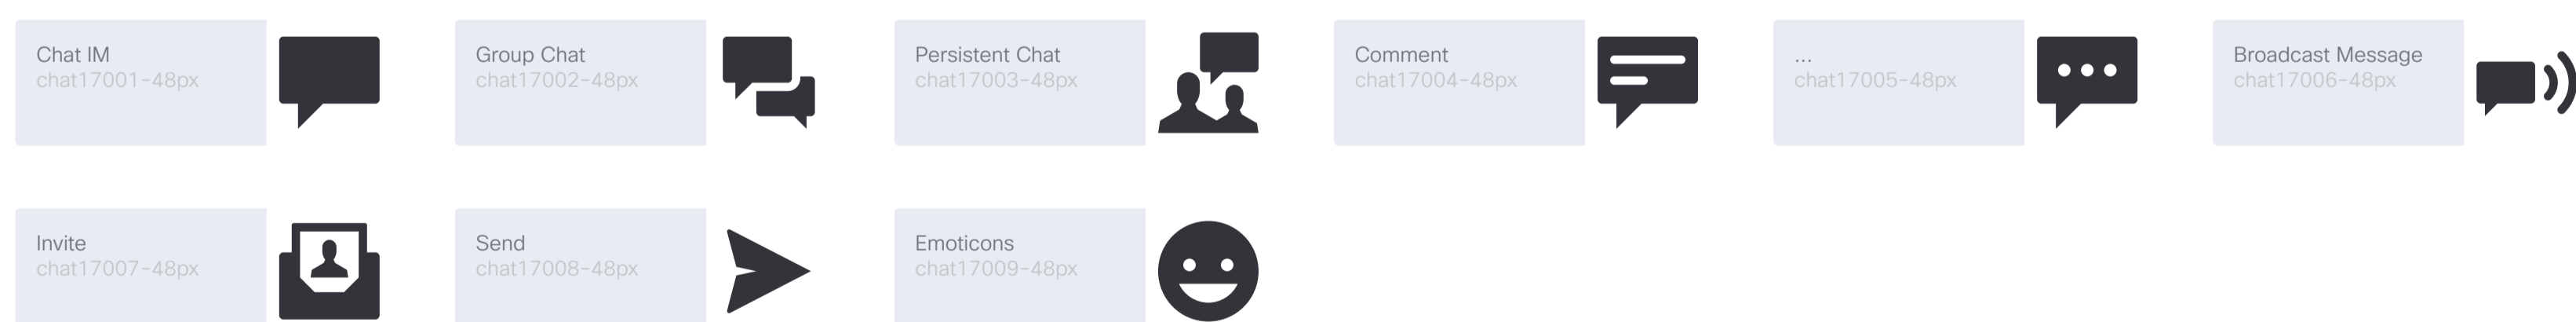 Chat IM
chat17001-48px
Group Chat
chat17002-48px
Persistent Chat
chat17003-48px
Comment
chat17004-48px
...
chat17005-48px
Broadcast Message
chat17006-48px
Invite
chat17007-48px
Send
chat17008-48px
Emoticons
chat17009-48px